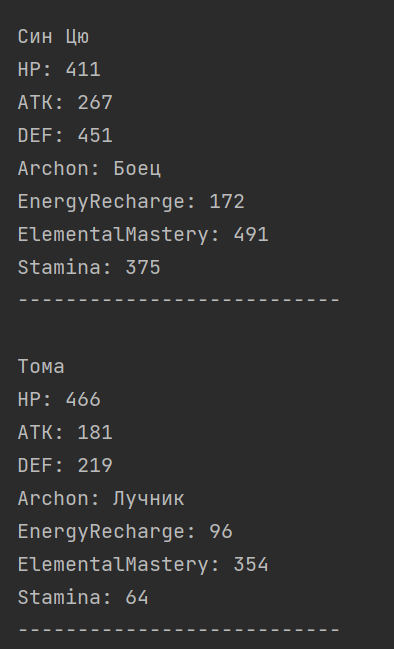 Син Цю
HP: 411
ATK: 267
DEF: 451
Archon: Боец
EnergyRecharge: 172
ElementalMastery: 491
Stamina: 375
---------------------------
Тома
HP: 466
ATK: 181
DEF: 219
Archon: Лучник
EnergyRecharge: 96
ElementalMastery: 354
Stamina: 64
---------------------------